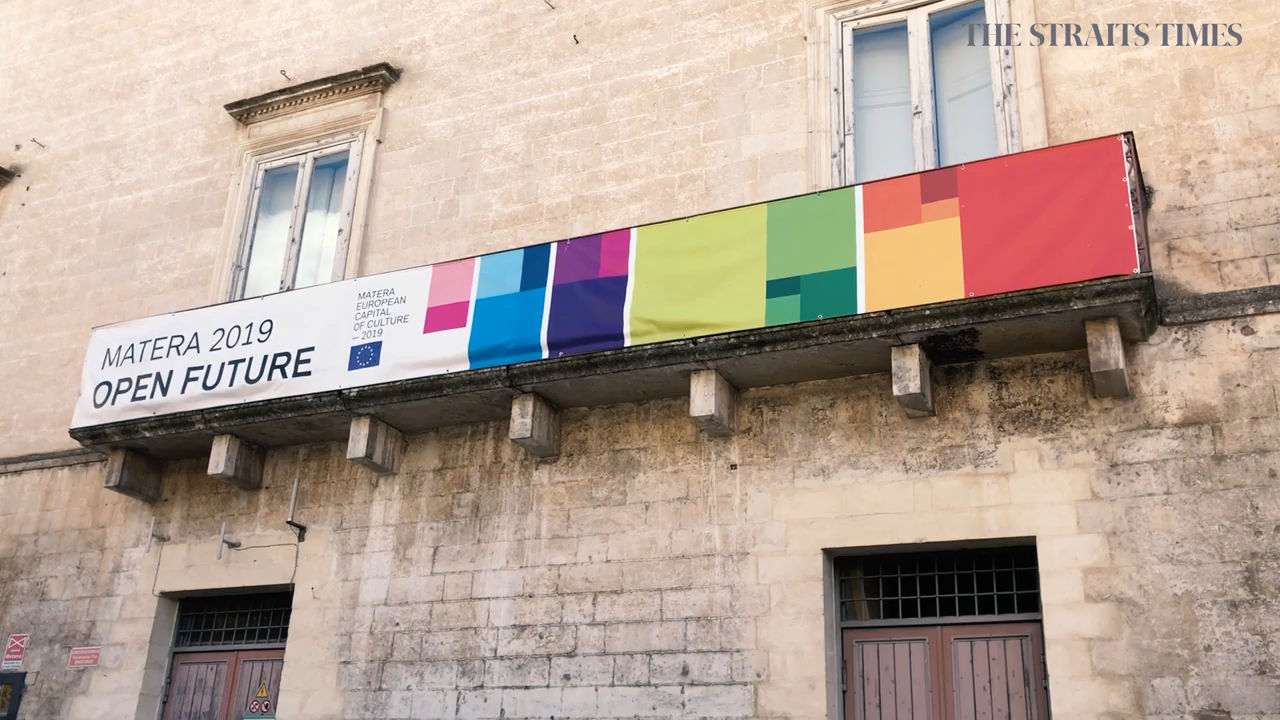 THE STRAITS TIMES
MATERA 2019
OPEN FUTURE
MATERA
EUROPEAN
CAPITAL
OF CULTURE
— 2019